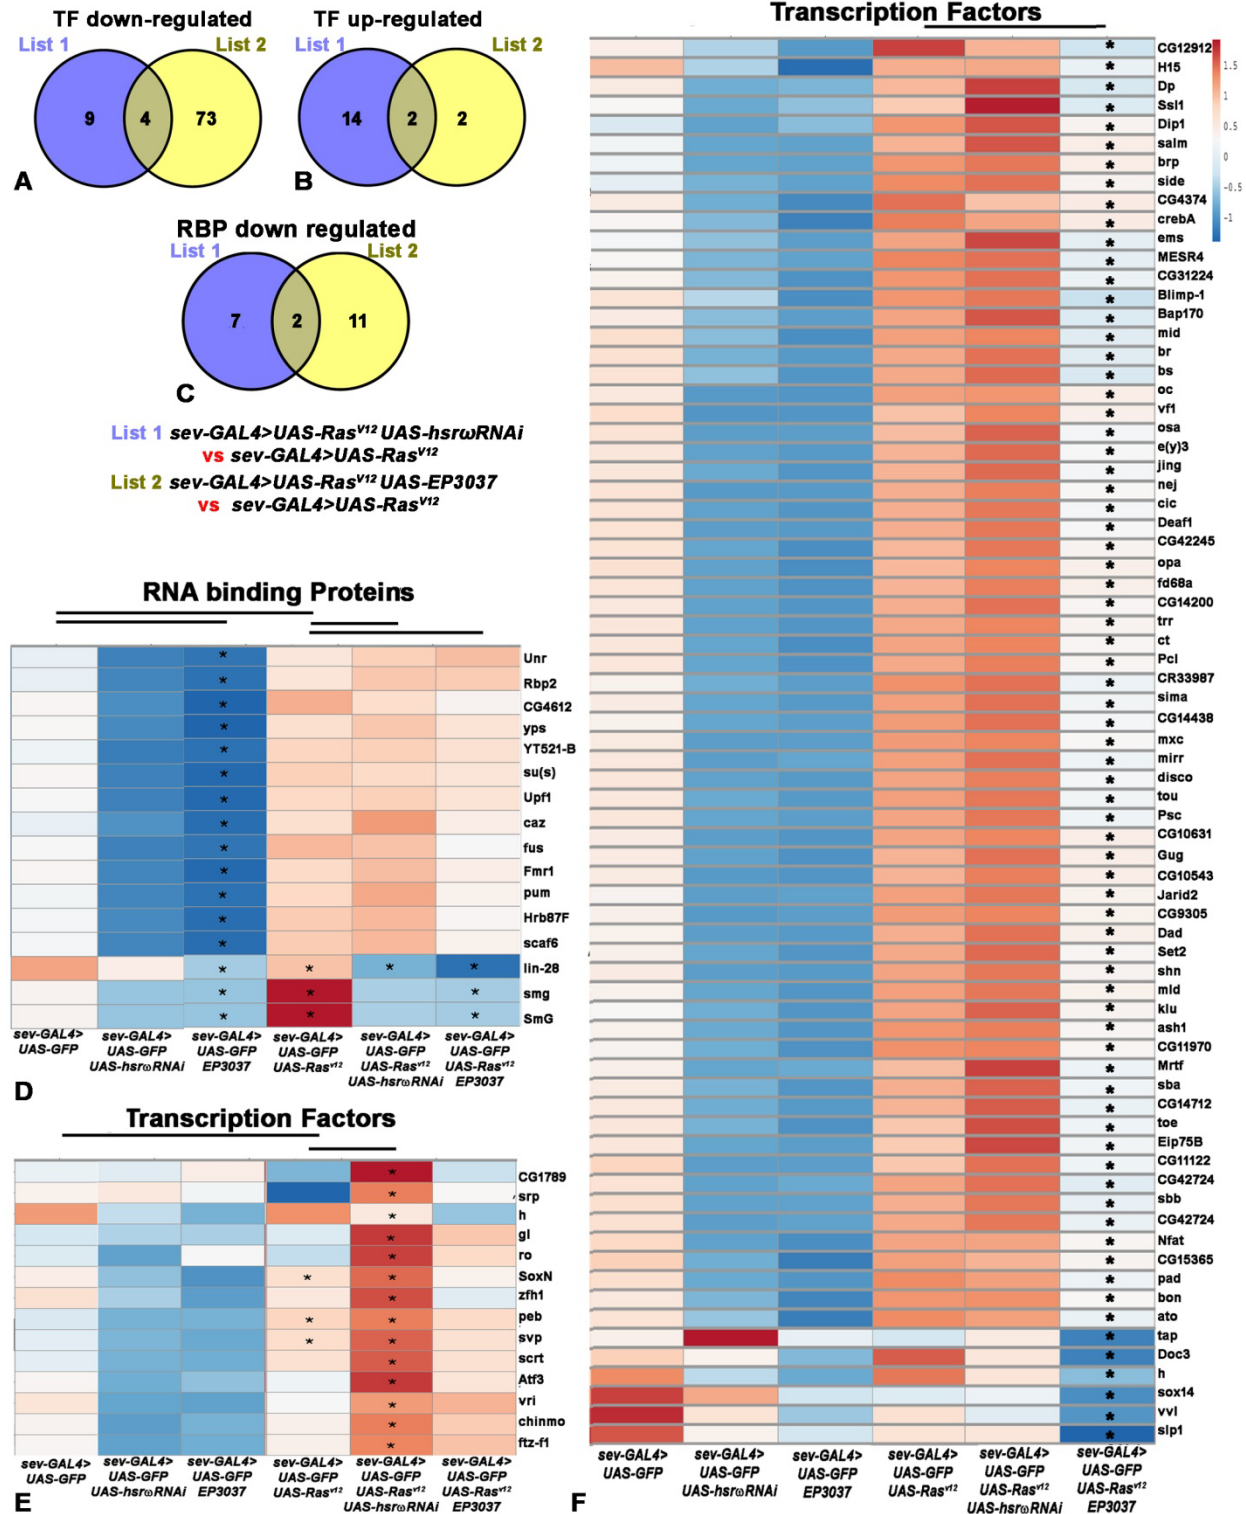 TF down-regulated
List 1
List 2
9
4
73
A
TF up-regulated
List 1
List 2
14
2
2
B
RBP down regulated
List 1
List 2
7
2
11
C
List 1 sev-GAL4>UAS-RasV12 UAS-hsrωRNAi
vs sev-GAL4>UAS-RasV12
List 2 sev-GAL4>UAS-RasV12 UAS-EP3037
vs sev-GAL4>UAS-RasV12
RNA binding Proteins
Unr
Rbp2
CG4612
yps
YT521-B
su(s)
Upf1
caz
fus
Fmr1
pum
Hrb87F
scaf6
lin-28
smg
SmG
sev-GAL4>
UAS-GFP
sev-GAL4>
UAS-GFP
UAS-hsrωRNAi
sev-GAL4>
UAS-GFP
EP3037
sev-GAL4>
UAS-GFP
UAS-Rasv12
sev-GAL4>
UAS-GFP
UAS-Rasv12
UAS-hsrωRNAi
sev-GAL4>
UAS-GFP
UAS-Rasv12
EP3037
D
Transcription Factors
CG1789
srp
h
gl
ro
SoxN
zfh1
peb
svp
scrt
Atf3
vri
chinmo
ftz-f1
sev-GAL4>
UAS-GFP
sev-GAL4>
UAS-GFP
UAS-hsrωRNAi
sev-GAL4>
UAS-GFP
EP3037
sev-GAL4>
UAS-GFP
UAS-Rasv12
sev-GAL4>
UAS-GFP
UAS-Rasv12
UAS-hsrωRNAi
sev-GAL4>
UAS-GFP
UAS-Rasv12
EP3037
E
Transcription Factors
CG12912
H15
Dp
Ssl1
Dip1
salm
brp
side
CG4374
crebA
ems
MESR4
CG31224
Blimp-1
Bap170
mid
br
bs
oc
vf1
osa
e(y)3
jing
nej
cic
Deaf1
CG42245
opa
fd68a
CG14200
trr
ct
Pcl
CR33987
sima
CG14438
mxc
mirr
disco
tou
Psc
CG10631
Gug
CG10543
Jarid2
CG9305
Dad
Set2
shn
mld
klu
ash1
CG11970
Mrtf
sba
CG14712
toe
Eip75B
CG11122
CG42724
sbb
CG42724
Nfat
CG15365
pad
bon
ato
tap
Doc3
h
sox14
vvl
slp1
1.5
1
0.5
0
-0.5
-1
sev-GAL4>
UAS-GFP
sev-GAL4>
UAS-GFP
UAS-hsrωRNAi
sev-GAL4>
UAS-GFP
EP3037
sev-GAL4>
UAS-GFP
UAS-Rasv12
sev-GAL4>
UAS-GFP
UAS-Rasv12
UAS-hsrωRNAi
sev-GAL4>
UAS-GFP
UAS-Rasv12
EP3037
F